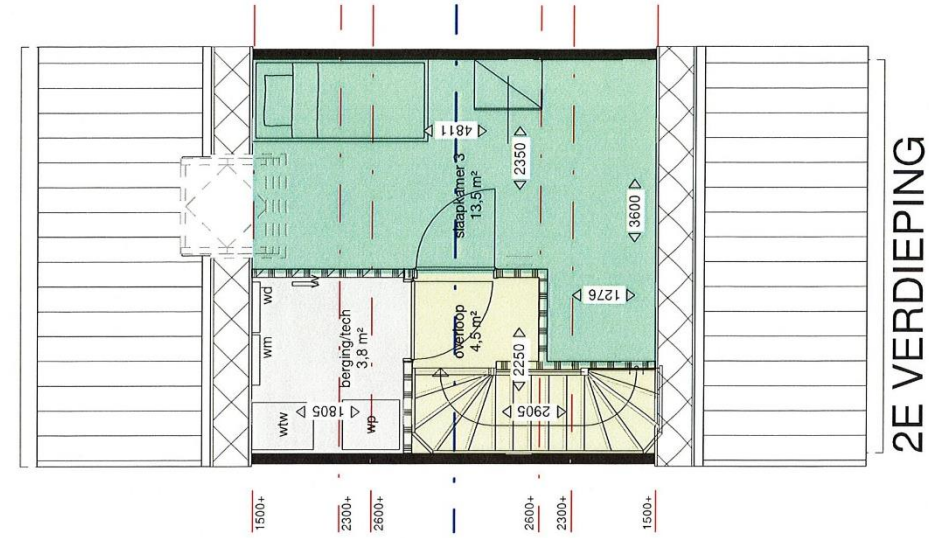 4811
2350
slaapkamer 3
13,5 m²
3600
1276
wd
wm
berging/tech
3,8 m²
overloop
4,5 m²
2250
wtw
1805
wp
2905
1500+
2300+
2600+
2600+
2300+
1500+
2E VERDIEPING